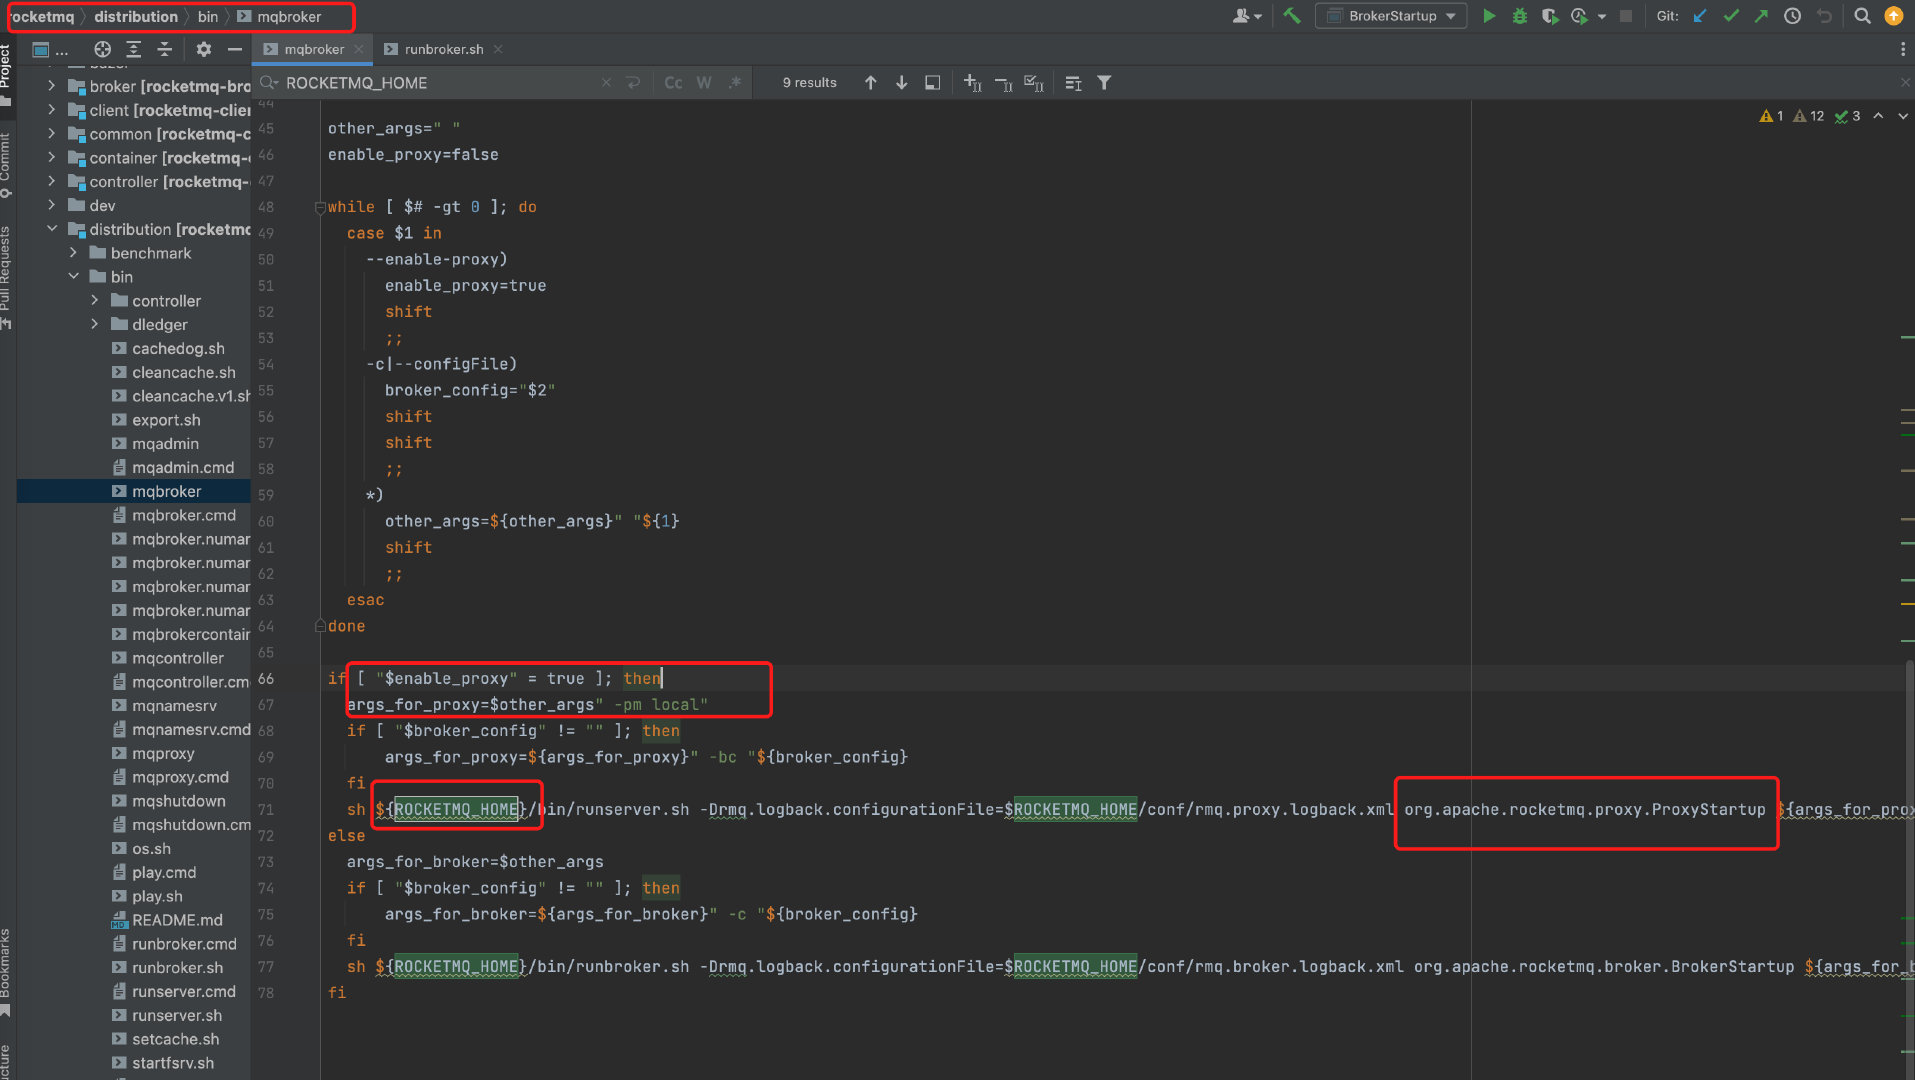 rocketmq distribution bin mqbroker
BrokerStartup
Git:
Project
...
mqbroker
runbroker.sh
ROCKETMQ_HOME
Cc W .*
9 results
1 12 3
broker [rocketmq-bro
client [rocketmq-clien
common [rocketmq-c
container [rocketmq-
controller [rocketmq-
dev
distribution [rocketmq
benchmark
bin
controller
dledger
cachedog.sh
cleancache.sh
cleancache.v1.sh
export.sh
mqadmin
mqadmin.cmd
mqbroker
mqbroker.cmd
mqbroker.numar
mqbroker.numar
mqbroker.numar
mqbroker.numar
mqbrokercontain
mqcontroller
mqcontroller.cm
mqnamesrv
mqnamesrv.cmd
mqproxy
mqproxy.cmd
mqshutdown
mqshutdown.cm
os.sh
play.cmd
play.sh
README.md
runbroker.cmd
runbroker.sh
runserver.cmd
runserver.sh
setcache.sh
startfsrv.sh
Commit
Pull Requests
Bookmarks
ucture
44
45 other_args=" "
46 enable_proxy=false
47
48 while [ $# -gt 0 ]; do
49 case $1 in
50 --enable-proxy)
51 enable_proxy=true
52 shift
53 ;;
54 -c|--configFile)
55 broker_config="$2"
56 shift
57 shift
58 ;;
59 *)
60 other_args=${other_args}" "${1}
61 shift
62 ;;
63 esac
64 done
65
66 if [ "$enable_proxy" = true ]; then
67 args_for_proxy=$other_args" -pm local"
68 if [ "$broker_config" != "" ]; then
69 args_for_proxy=${args_for_proxy}" -bc "${broker_config}
70 fi
71 sh ${ROCKETMQ_HOME}/bin/runserver.sh -Drmq.logback.configurationFile=$ROCKETMQ_HOME/conf/rmq.proxy.logback.xml org.apache.rocketmq.proxy.ProxyStartup ${args_for_prox
72 else
73 args_for_broker=$other_args
74 if [ "$broker_config" != "" ]; then
75 args_for_broker=${args_for_broker}" -c "${broker_config}
76 fi
77 sh ${ROCKETMQ_HOME}/bin/runbroker.sh -Drmq.logback.configurationFile=$ROCKETMQ_HOME/conf/rmq.broker.logback.xml org.apache.rocketmq.broker.BrokerStartup ${args_for_b
78 fi